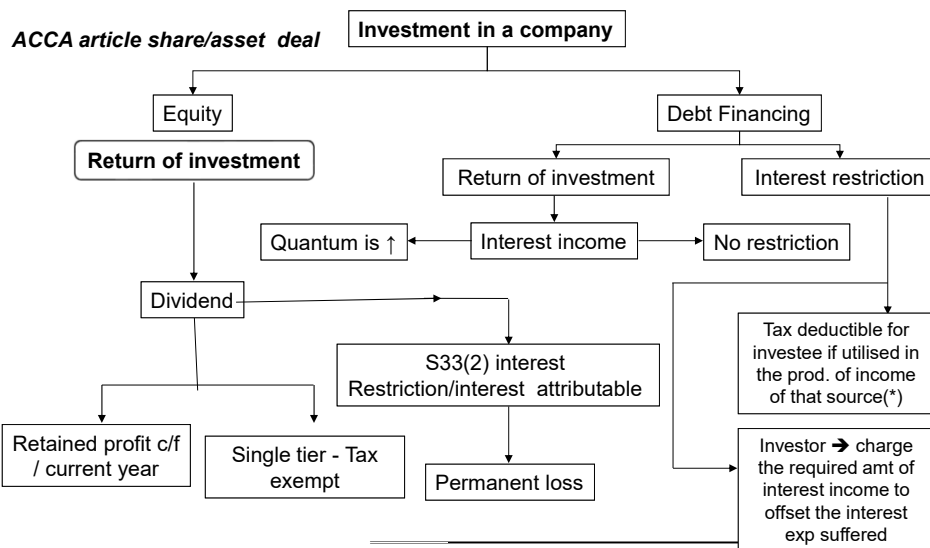 ACCA article share/asset deal
Investment in a company
Equity
Debt Financing
Return of investment
Return of investment
Interest restriction
Quantum is ↑
Interest income
No restriction
Dividend
S33(2) interest
Restriction/interest attributable
Tax deductible for
investee if utilised in
the prod. of income
of that source(*)
Retained profit c/f
/ current year
Single tier - Tax
exempt
Permanent loss
Investor ➔ charge
the required amt of
interest income to
offset the interest
exp suffered